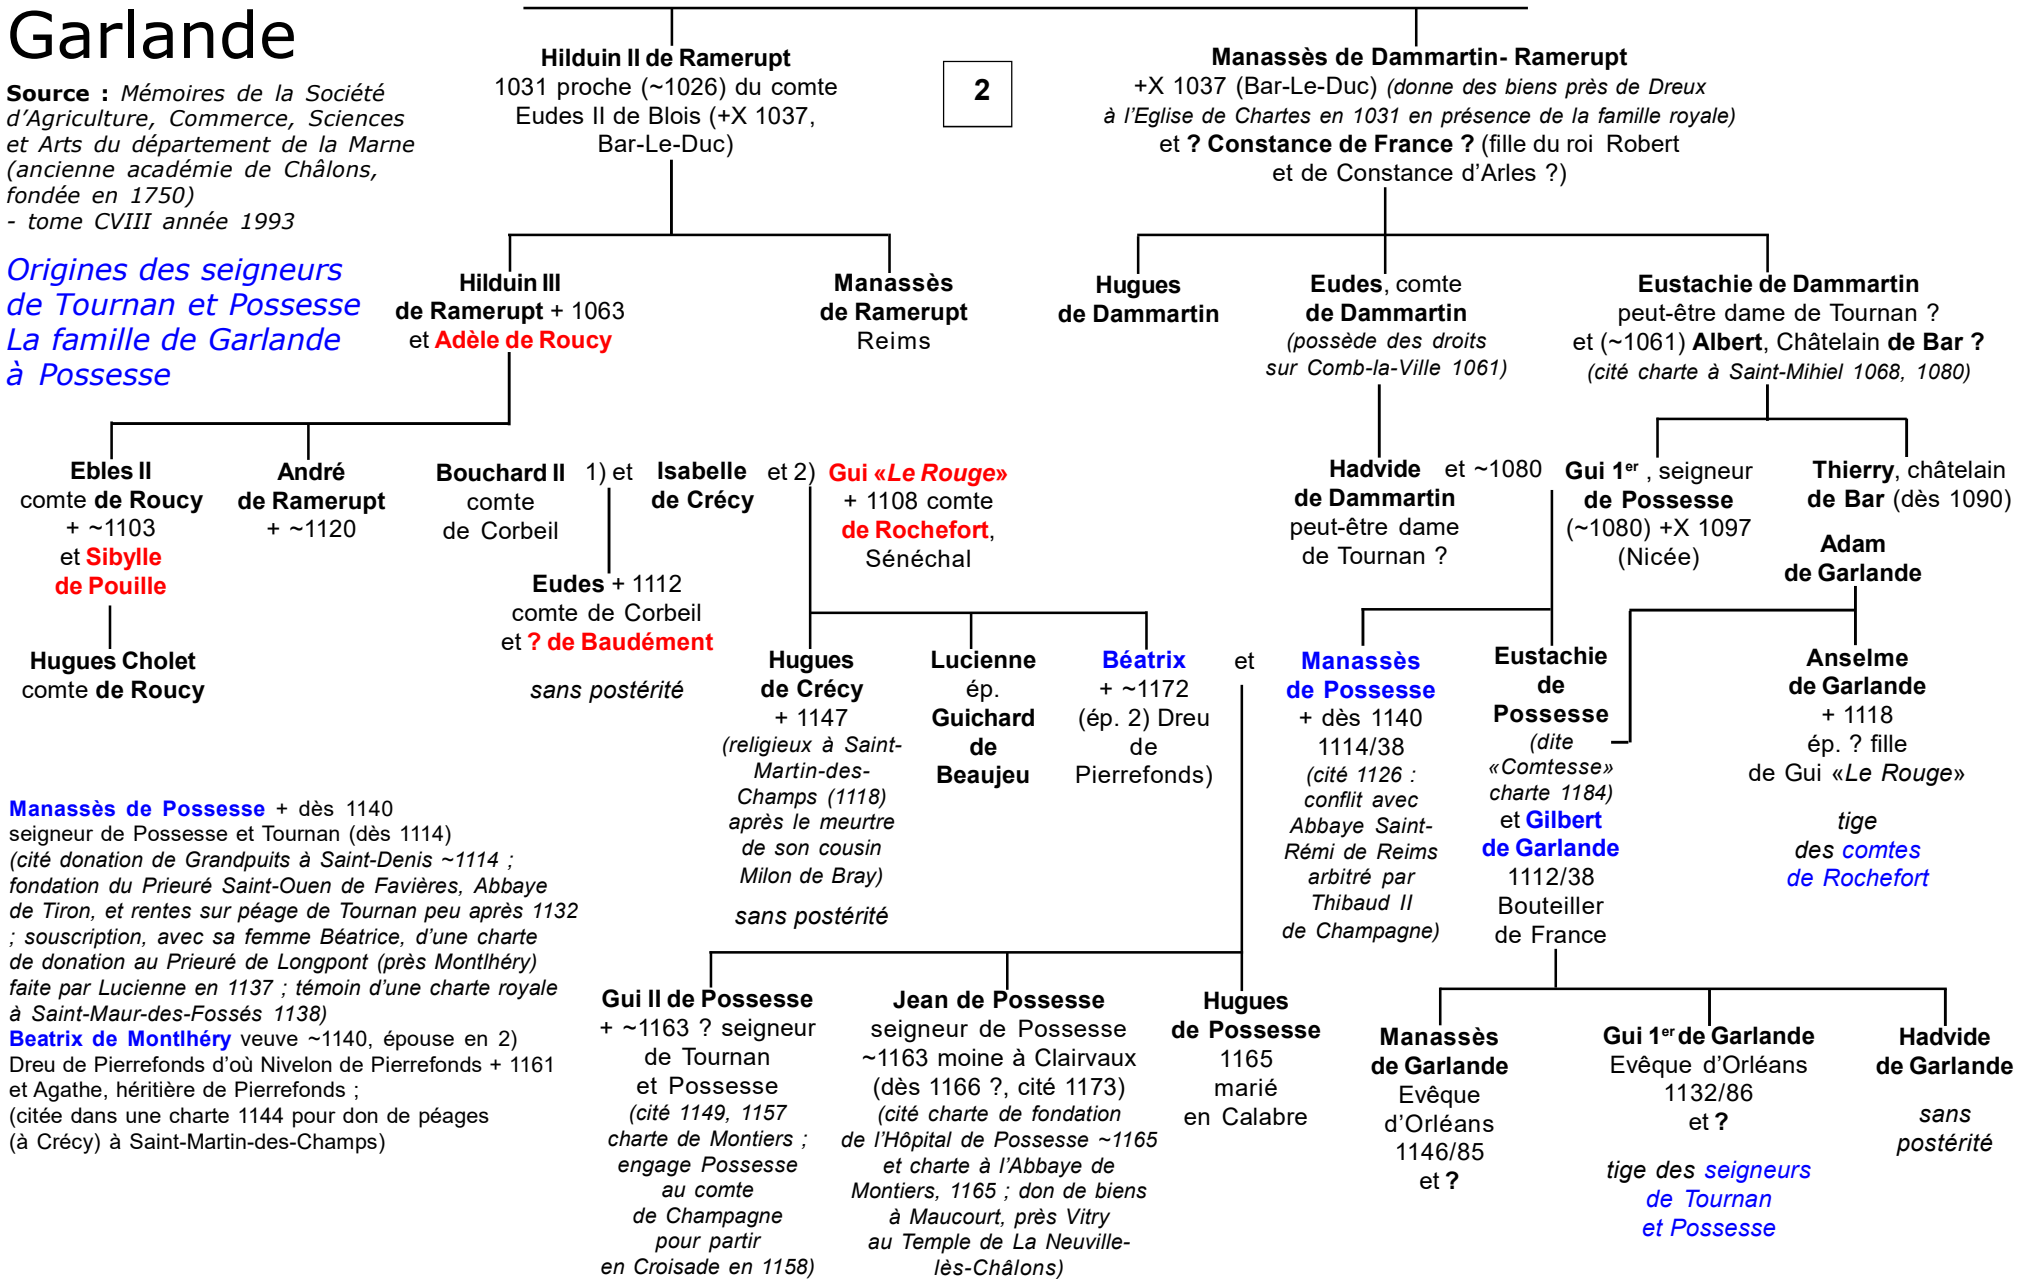 Garlande
Source : Mémoires de la Société
d'Agriculture, Commerce, Sciences
et Arts du département de la Marne
(ancienne académie de Châlons,
fondée en 1750)
- tome CVIII année 1993
Origines des seigneurs
de Tournan et Possesse
La famille de Garlande
à Possesse
Hilduin II de Ramerupt
1031 proche (~1026) du comte
Eudes II de Blois (+X 1037,
Bar-Le-Duc)
2
Manassès de Dammartin- Ramerupt
+X 1037 (Bar-Le-Duc) (donne des biens près de Dreux
à l'Eglise de Chartes en 1031 en présence de la famille royale)
et ? Constance de France ? (fille du roi Robert
et de Constance d'Arles ?)
Hilduin III
de Ramerupt + 1063
et Adèle de Roucy
Manassès
de Ramerupt
Reims
Hugues
de Dammartin
Eudes, comte
de Dammartin
(possède des droits
sur Comb-la-Ville 1061)
Eustachie de Dammartin
peut-être dame de Tournan ?
et (~1061) Albert, Châtelain de Bar ?
(cité charte à Saint-Mihiel 1068, 1080)
Ebles II
comte de Roucy
+ ~1103
et Sibylle
de Pouille
André
de Ramerupt
+ ~1120
Bouchard II
comte
de Corbeil
1) et
Isabelle
de Crécy
et 2)
Gui «Le Rouge»
+ 1108 comte
de Rochefort,
Sénéchal
Hadvide
de Dammartin
peut-être dame
de Tournan ?
et ~1080
Gui 1er , seigneur
de Possesse
(~1080) +X 1097
(Nicée)
Thierry, châtelain
de Bar (dès 1090)
Adam
de Garlande
Eudes + 1112
comte de Corbeil
et ? de Baudément
sans postérité
Hugues Cholet
comte de Roucy
Hugues
de Crécy
+ 1147
(religieux à Saint-
Martin-des-
Champs (1118)
après le meurtre
de son cousin
Milon de Bray)
sans postérité
Lucienne
ép.
Guichard
de
Beaujeu
Béatrix
+ ~1172
(ép. 2) Dreu
de
Pierrefonds)
et
Manassès
de Possesse
+ dès 1140
1114/38
(cité 1126 :
conflit avec
Abbaye Saint-
Rémi de Reims
arbitré par
Thibaud II
de Champagne)
Eustachie
de
Possesse
(dite
«Comtesse»
charte 1184)
et Gilbert
de Garlande
1112/38
Bouteiller
de France
Anselme
de Garlande
+ 1118
ép. ? fille
de Gui «Le Rouge»
tige
des comtes
de Rochefort
Manassès de Possesse + dès 1140
seigneur de Possesse et Tournan (dès 1114)
(cité donation de Grandpuits à Saint-Denis ~1114 ;
fondation du Prieuré Saint-Ouen de Favières, Abbaye
de Tiron, et rentes sur péage de Tournan peu après 1132
; souscription, avec sa femme Béatrice, d'une charte
de donation au Prieuré de Longpont (près Montlhéry)
faite par Lucienne en 1137 ; témoin d'une charte royale
à Saint-Maur-des-Fossés 1138)
Beatrix de Montlhéry veuve ~1140, épouse en 2)
Dreu de Pierrefonds d'où Nivelon de Pierrefonds + 1161
et Agathe, héritière de Pierrefonds ;
(citée dans une charte 1144 pour don de péages
(à Crécy) à Saint-Martin-des-Champs)
Gui II de Possesse
+ ~1163 ? seigneur
de Tournan
et Possesse
(cité 1149, 1157
charte de Montiers ;
engage Possesse
au comte
de Champagne
pour partir
en Croisade en 1158)
Jean de Possesse
seigneur de Possesse
~1163 moine à Clairvaux
(dès 1166 ?, cité 1173)
(cité charte de fondation
de l'Hôpital de Possesse ~1165
et charte à l'Abbaye de
Montiers, 1165 ; don de biens
à Maucourt, près Vitry
au Temple de La Neuville-
lès-Châlons)
Hugues
de Possesse
1165
marié
en Calabre
Manassès
de Garlande
Evêque
d'Orléans
1146/85
et ?
Gui 1er de Garlande
Evêque d'Orléans
1132/86
et ?
tige des seigneurs
de Tournan
et Possesse
Hadvide
de Garlande
sans
postérité